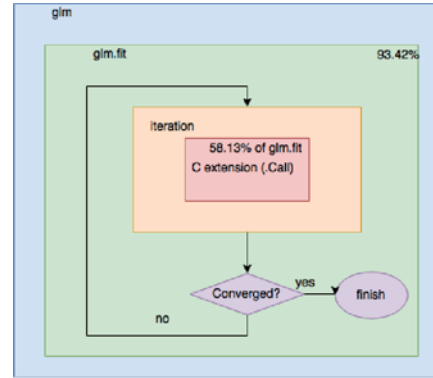 glm
glm.fit 93.42%
iteration
58.13% of glm.fit
C extension (.Call)
Converged?
yes
finish
no